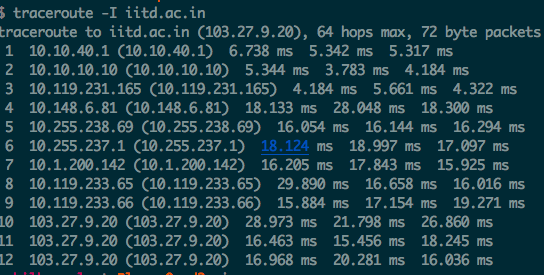 $ traceroute -I iitd.ac.in
traceroute to iitd.ac.in (103.27.9.20), 64 hops max, 72 byte packets
1 10.10.40.1 (10.10.40.1) 6.738 ms 5.342 ms 5.317 ms
2 10.10.10.10 (10.10.10.10) 5.344 ms 3.783 ms 4.184 ms
3 10.119.231.165 (10.119.231.165) 4.184 ms 5.661 ms 4.322 ms
4 10.148.6.81 (10.148.6.81) 18.133 ms 28.048 ms 18.300 ms
5 10.255.238.69 (10.255.238.69) 16.054 ms 16.144 ms 16.294 ms
6 10.255.237.1 (10.255.237.1) 18.124 ms 18.997 ms 17.097 ms
7 10.1.200.142 (10.1.200.142) 16.205 ms 17.843 ms 15.925 ms
8 10.119.233.65 (10.119.233.65) 29.890 ms 16.658 ms 16.016 ms
9 10.119.233.66 (10.119.233.66) 15.884 ms 17.154 ms 19.271 ms
10 103.27.9.20 (103.27.9.20) 28.973 ms 21.798 ms 26.860 ms
11 103.27.9.20 (103.27.9.20) 16.463 ms 15.456 ms 18.245 ms
12 103.27.9.20 (103.27.9.20) 16.968 ms 20.281 ms 16.036 ms